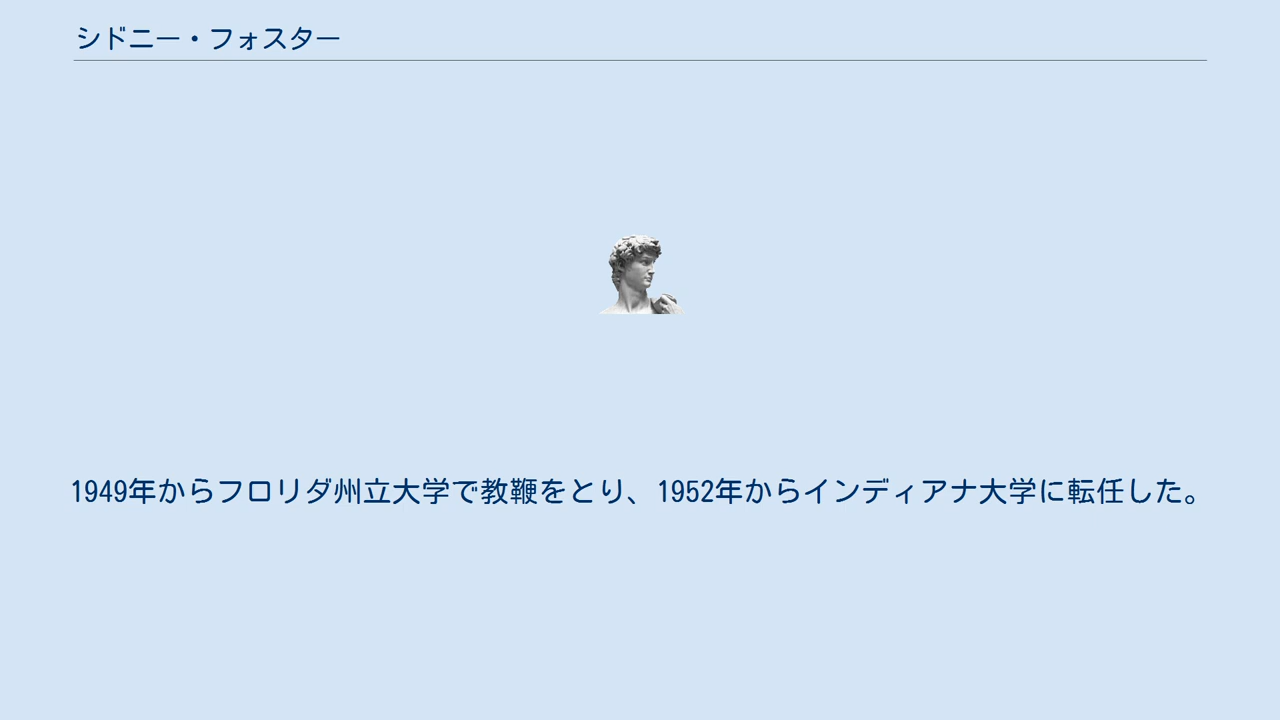 シドニー・フォスター
1949年からフロリダ州立大学で教鞭をとり、1952年からインディアナ大学に転任した。